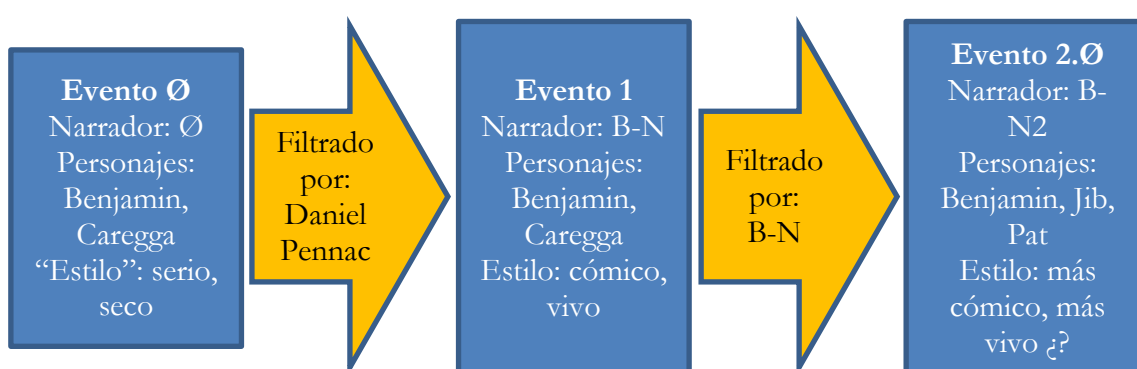 Evento Ø
Narrador: Ø
Personajes:
Benjamin,
Caregga
“Estilo”: serio,
seco
Filtrado
por:
Daniel
Pennac
Evento 1
Narrador: B-N
Personajes:
Benjamin,
Caregga
Estilo: cómico,
vivo
Filtrado
por:
B-N
Evento 2.Ø
Narrador: B-
N2
Personajes:
Benjamin, Jib,
Pat
Estilo: más
cómico, más
vivo ¿?